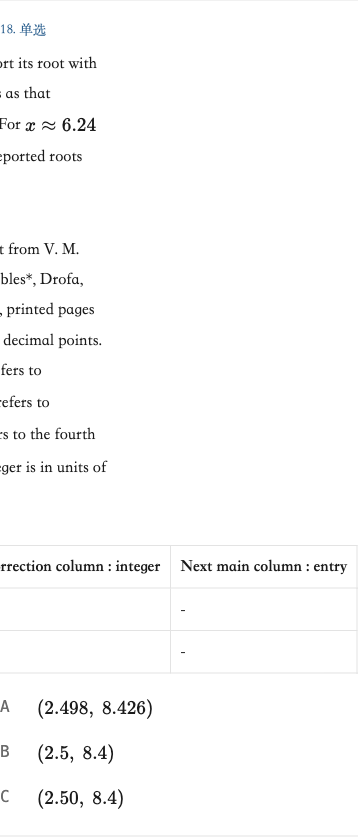 18. 单选
ort its root with
s as that
For x ≈ 6.24
eported roots
t from V. M.
bles*, Drofa,
, printed pages
decimal points.
fers to
refers to
rs to the fourth
eger is in units of
rrection column : integer Next main column : entry
-
-
A (2.498, 8.426)
B (2.5, 8.4)
C (2.50, 8.4)